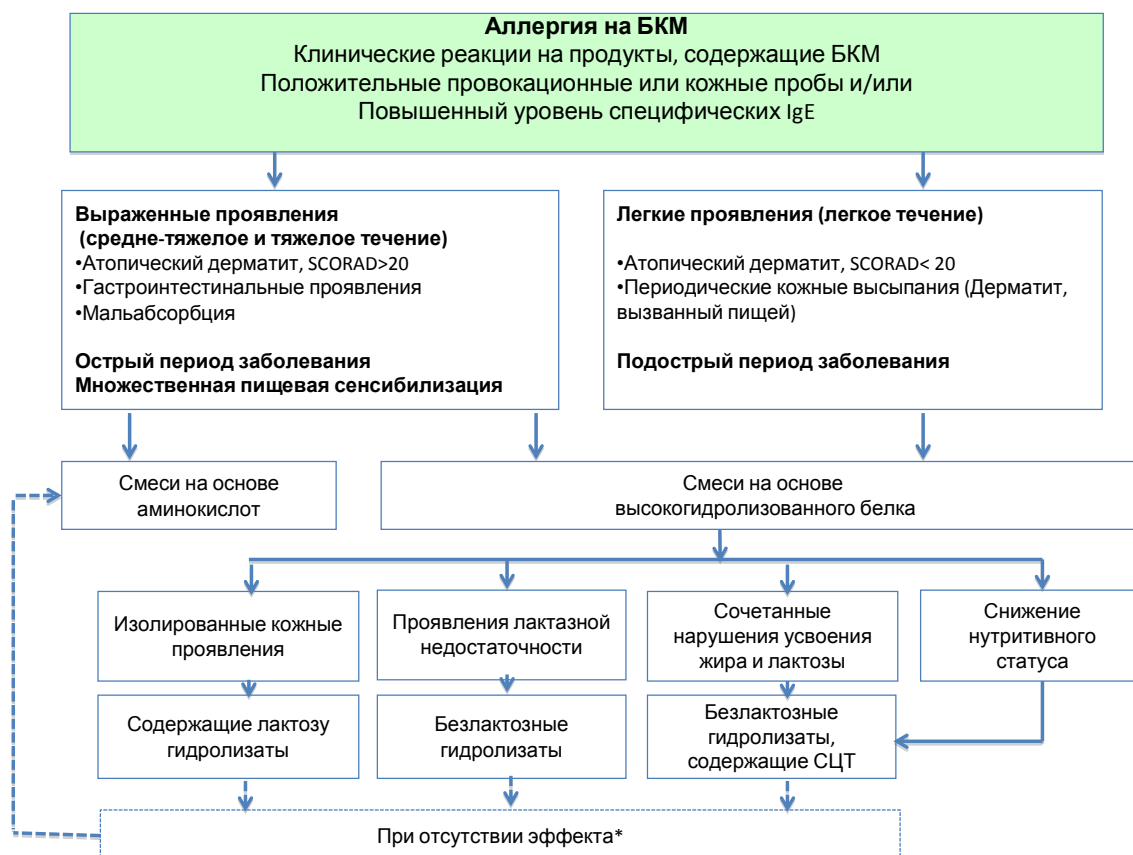 Аллергия на БКМ
Клинические реакции на продукты, содержащие БКМ
Положительные провокационные или кожные пробы и/или
Повышенный уровень специфических IgE
Выраженные проявления
(средне-тяжелое и тяжелое течение)
•Атопический дерматит, SCORAD>20
•Гастроинтестинальные проявления
•Мальабсорбция
Острый период заболевания
Множественная пищевая сенсибилизация
Легкие проявления (легкое течение)
•Атопический дерматит, SCORAD< 20
•Периодические кожные высыпания (Дерматит,
вызванный пищей)
Подострый период заболевания
Смеси на основе
аминокислот
Смеси на основе
высокогидролизованного белка
Изолированные кожные
проявления
Проявления лактазной
недостаточности
Сочетанные
нарушения усвоения
жира и лактозы
Снижение
нутритивного
статуса
Содержащие лактозу
гидролизаты
Безлактозные
гидролизаты
Безлактозные
гидролизаты,
содержащие СЦТ
При отсутствии эффекта*